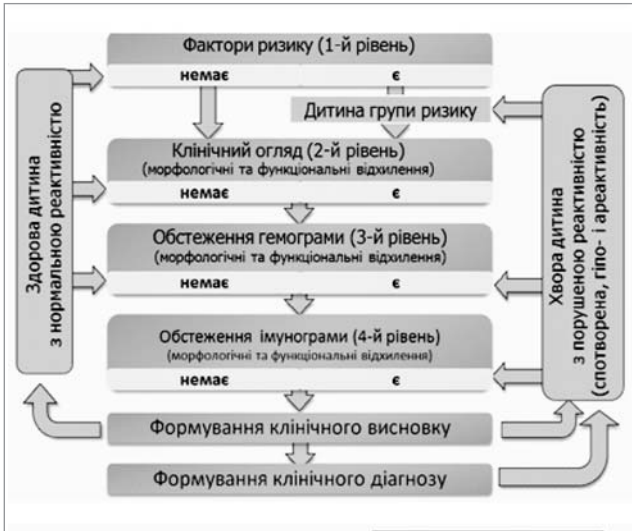 Фактори ризику (1-й рівень)
немає є
Дитина групи ризику
Клінічний огляд (2-й рівень)
(морфологічні та функціональні відхилення)
немає є
Обстеження гемограми (3-й рівень)
(морфологічні та функціональні відхилення)
немає є
Обстеження імунограми (4-й рівень)
(морфологічні та функціональні відхилення)
немає є
Формування клінічного висновку
Формування клінічного діагнозу
Здорова дитина
з нормальною реактивністю
Хвора дитина
з порушеною реактивністю
(спотворена, гіпо- і ареактивність)